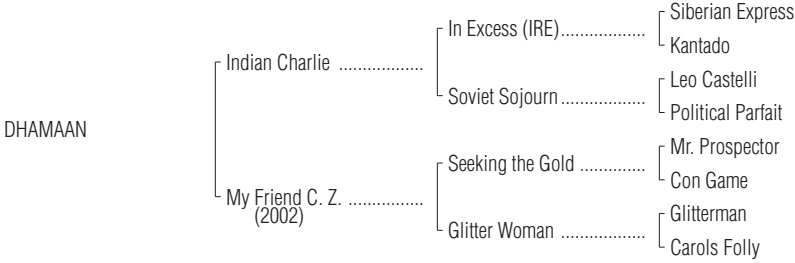 Siberian Express
In Excess (IRE)..................
Kantado
Indian Charlie ..................
Leo Castelli
Soviet Sojourn..................
Political Parfait
DHAMAAN
Mr. Prospector
Seeking the Gold ..............
Con Game
My Friend C. Z. ................
(2002)
Glitterman
Glitter Woman ..................
Carols Folly